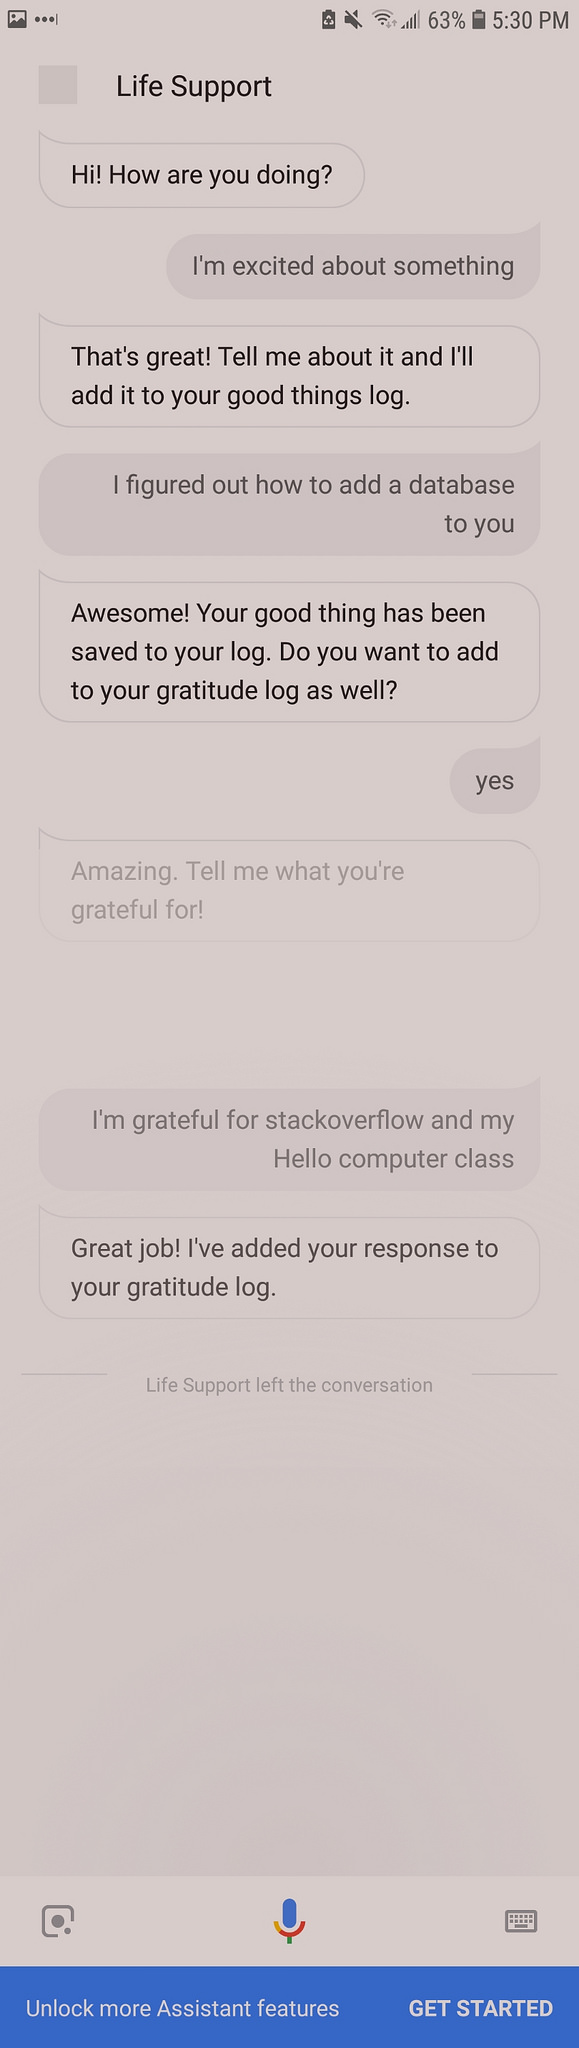 63% 5:30 PM
Life Support
Hi! How are you doing?
I'm excited about something
That's great! Tell me about it and I'll
add it to your good things log.
I figured out how to add a database
to you
Awesome! Your good thing has been
saved to your log. Do you want to add
to your gratitude log as well?
yes
Amazing. Tell me what you're
grateful for!
I'm grateful for stackoverflow and my
Hello computer class
Great job! I've added your response to
your gratitude log.
Life Support left the conversation
Unlock more Assistant features GET STARTED